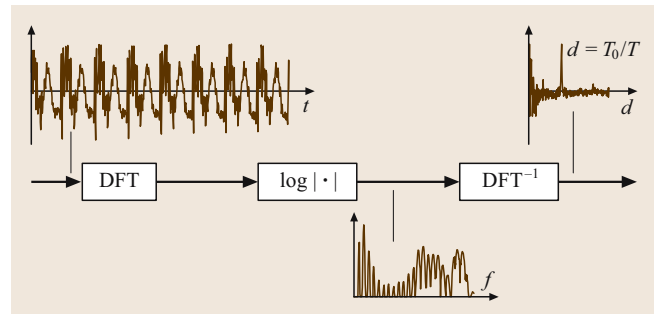 d = T₀/T
t
d
DFT
log | · |
DFT⁻¹
f